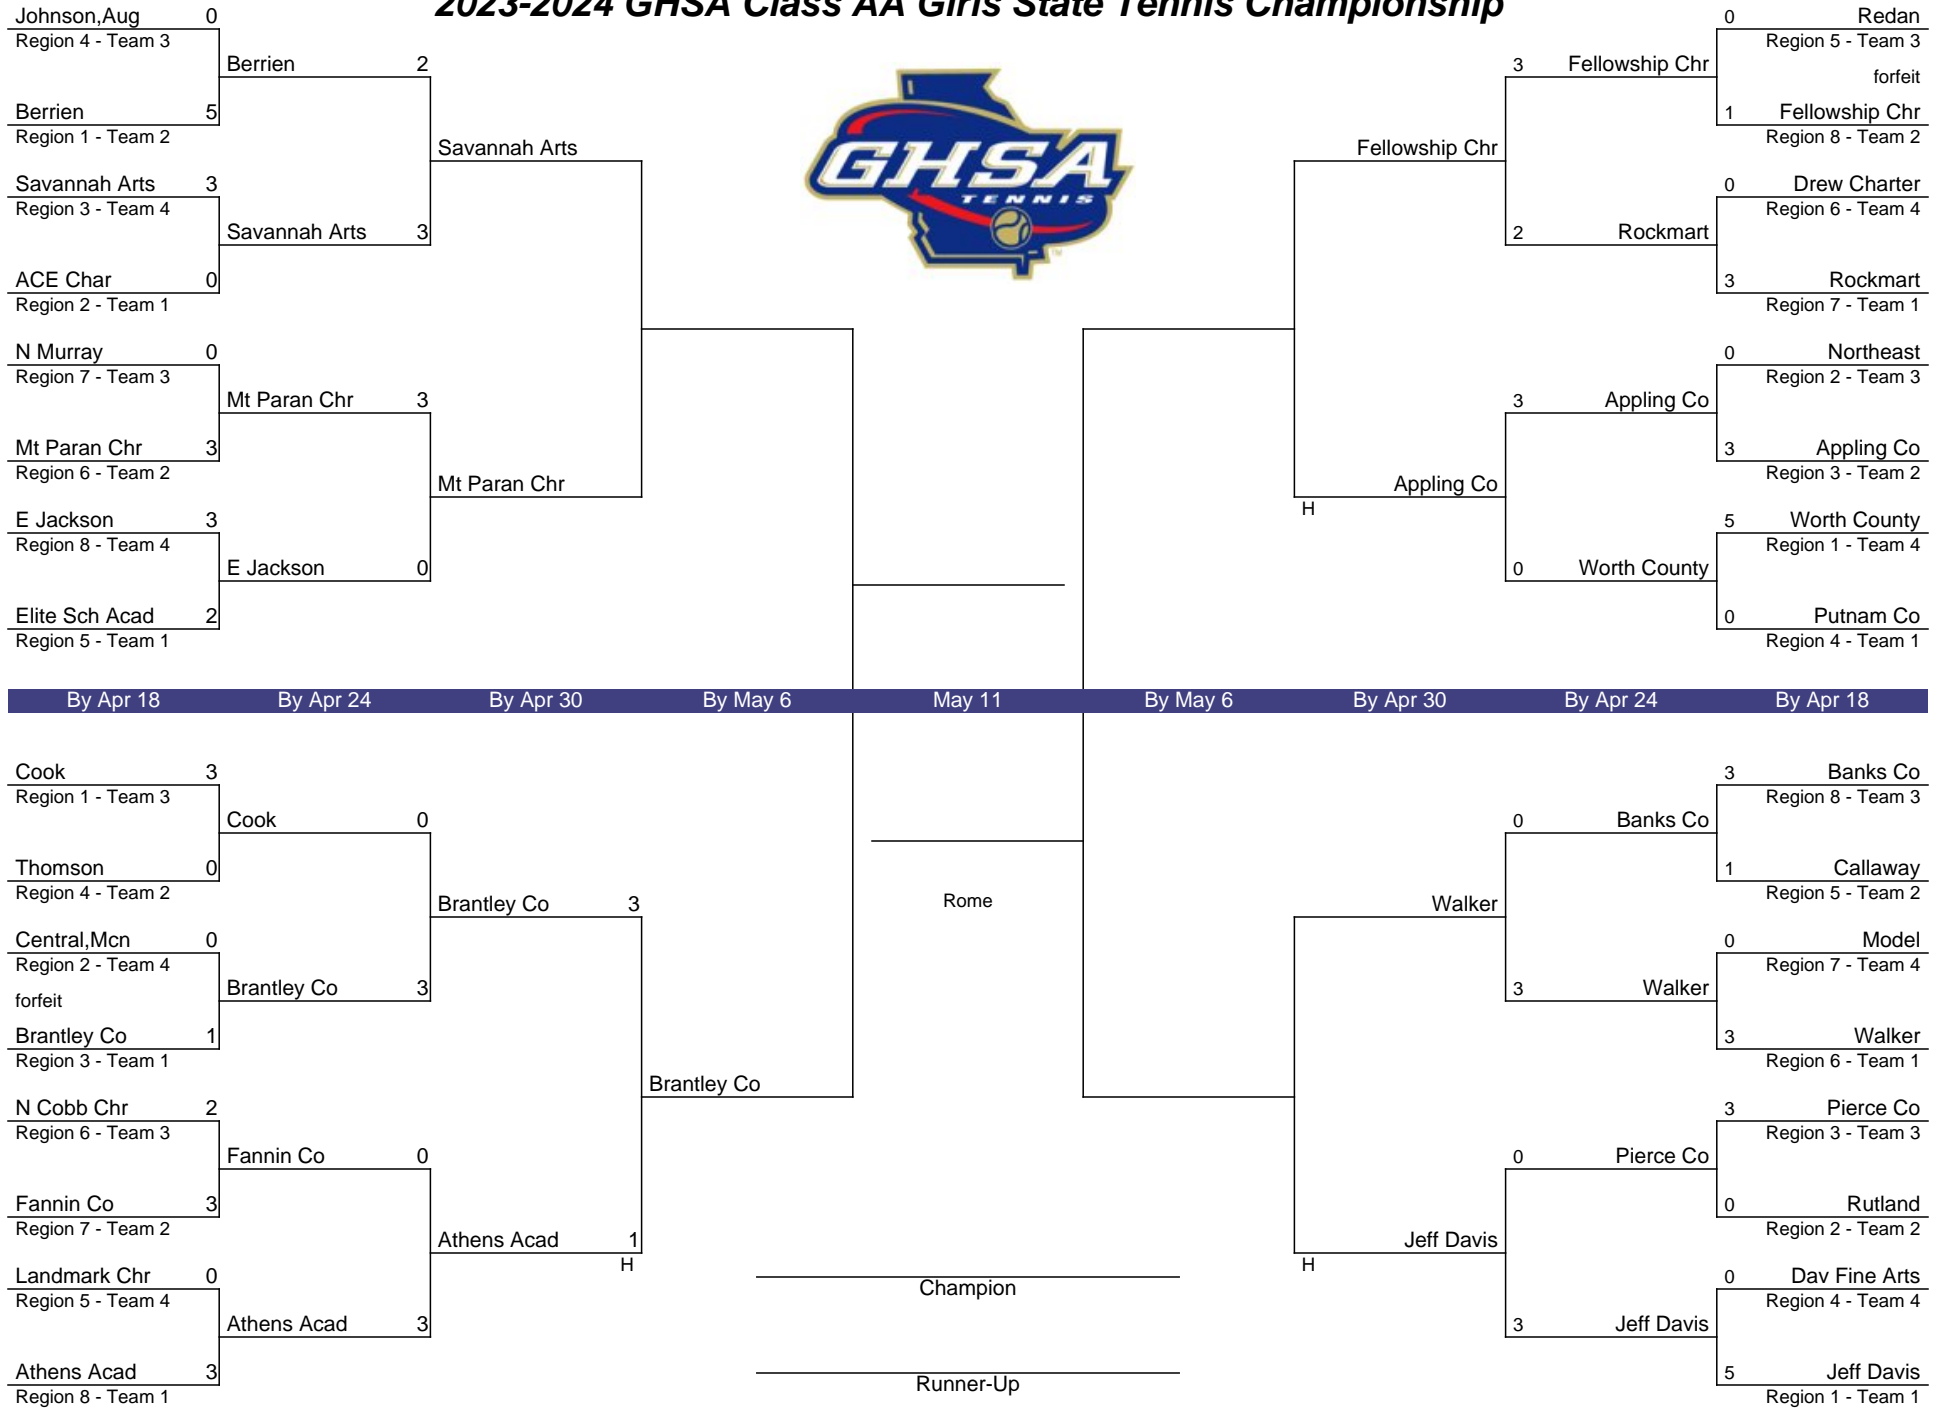 2023-2024 GHSA Class AA Girls State Tennis Championship
Johnson,Aug 0
Region 4 - Team 3
Berrien 2
Berrien 5
Region 1 - Team 2
Savannah Arts
Savannah Arts 3
Region 3 - Team 4
Savannah Arts 3
ACE Char 0
Region 2 - Team 1
N Murray 0
Region 7 - Team 3
Mt Paran Chr 3
Mt Paran Chr 3
Region 6 - Team 2
Mt Paran Chr
E Jackson 3
Region 8 - Team 4
E Jackson 0
Elite Sch Acad 2
Region 5 - Team 1
GHSA
TENNIS
TM
0 Redan
Region 5 - Team 3
3 Fellowship Chr
forfeit
1 Fellowship Chr
Region 8 - Team 2
Fellowship Chr
0 Drew Charter
Region 6 - Team 4
2 Rockmart
3 Rockmart
Region 7 - Team 1
0 Northeast
Region 2 - Team 3
3 Appling Co
3 Appling Co
Region 3 - Team 2
Appling Co
H
5 Worth County
Region 1 - Team 4
0 Worth County
0 Putnam Co
Region 4 - Team 1
By Apr 18 By Apr 24 By Apr 30 By May 6 May 11 By May 6 By Apr 30 By Apr 24 By Apr 18
Cook 3
Region 1 - Team 3
Cook 0
Thomson 0
Region 4 - Team 2
Brantley Co 3
Central,Mcn 0
Region 2 - Team 4
Brantley Co 3
forfeit
Brantley Co 1
Region 3 - Team 1
Brantley Co
N Cobb Chr 2
Region 6 - Team 3
Fannin Co 0
Fannin Co 3
Region 7 - Team 2
Athens Acad 1
H
Landmark Chr 0
Region 5 - Team 4
Athens Acad 3
Athens Acad 3
Region 8 - Team 1
Rome
Champion
Runner-Up
3 Banks Co
Region 8 - Team 3
0 Banks Co
1 Callaway
Region 5 - Team 2
Walker
0 Model
Region 7 - Team 4
3 Walker
3 Walker
Region 6 - Team 1
3 Pierce Co
Region 3 - Team 3
0 Pierce Co
0 Rutland
Region 2 - Team 2
Jeff Davis
H
0 Dav Fine Arts
Region 4 - Team 4
3 Jeff Davis
5 Jeff Davis
Region 1 - Team 1